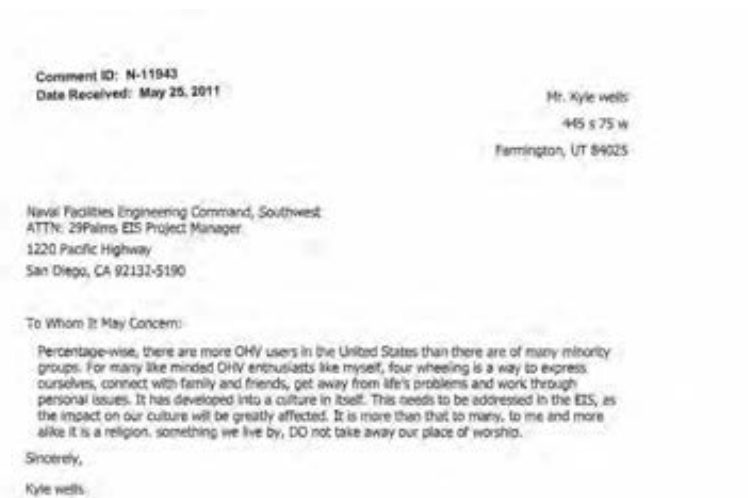 Comment ID: N-11943
Date Received: May 25, 2011
Mr. Kyle wells
445 s 75 w
Farmington, UT 84025
Naval Facilities Engineering Command, Southwest
ATTN: 29Palms EIS Project Manager
1220 Pacific Highway
San Diego, CA 92132-5190
To Whom It May Concern:
Percentage-wise, there are more OHV users in the United States than there are of many minority
groups. For many like minded OHV enthusiasts like myself, four wheeling is a way to express
ourselves, connect with family and friends, get away from life's problems and work through
personal issues. It has developed into a culture in itself. This needs to be addressed in the EIS, as
the impact on our culture will be greatly affected. It is more than that to many, to me and more
alike it is a religion. something we live by, DO not take away our place of worship.
Sincerely,
Kyle wells